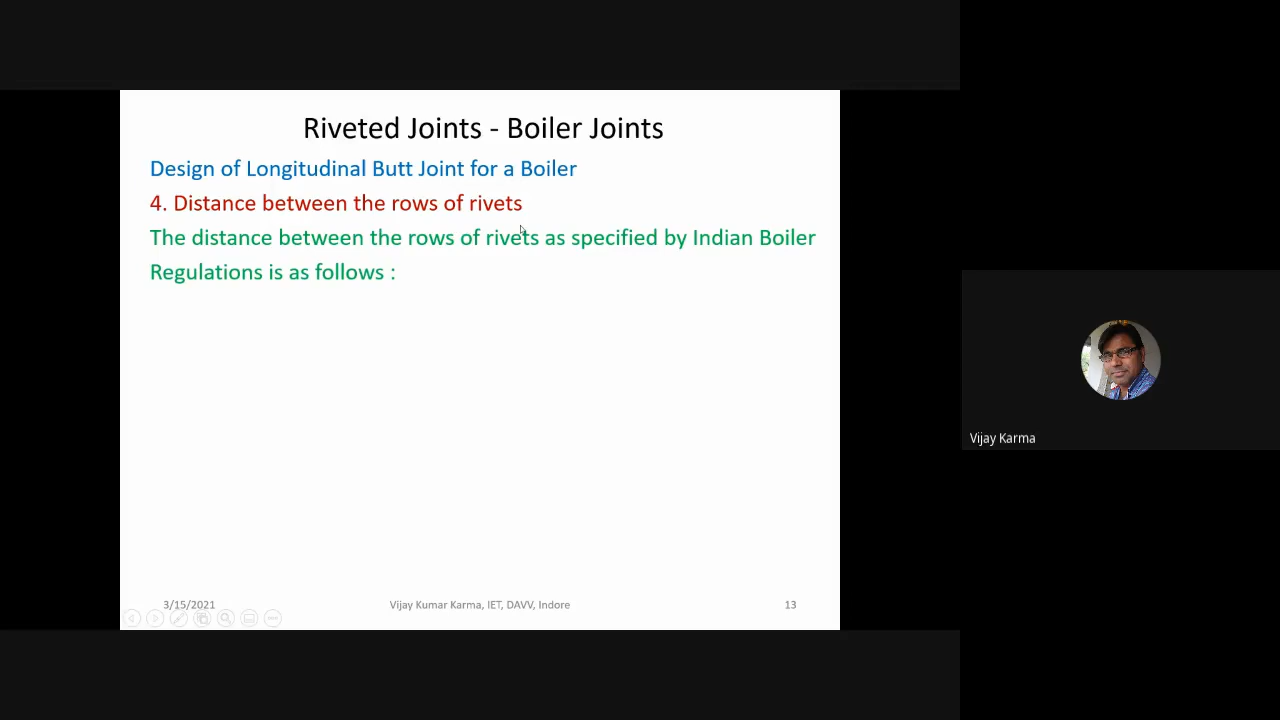 Riveted Joints - Boiler Joints
Design of Longitudinal Butt Joint for a Boiler
4. Distance between the rows of rivets
The distance between the rows of rivets as specified by Indian Boiler
Regulations is as follows :
3/15/2021
Vijay Kumar Karma, IET, DAVV, Indore
13
Vijay Karma